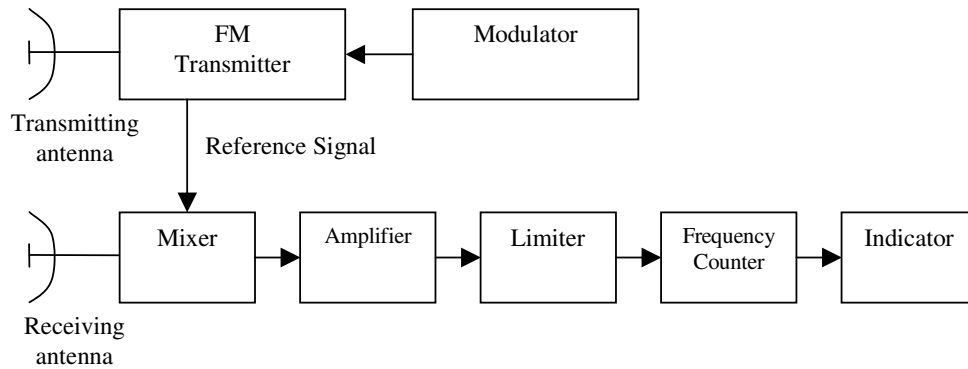 FM
Transmitter
Modulator
Transmitting
antenna
Reference Signal
Mixer
Amplifier
Limiter
Frequency
Counter
Indicator
Receiving
antenna